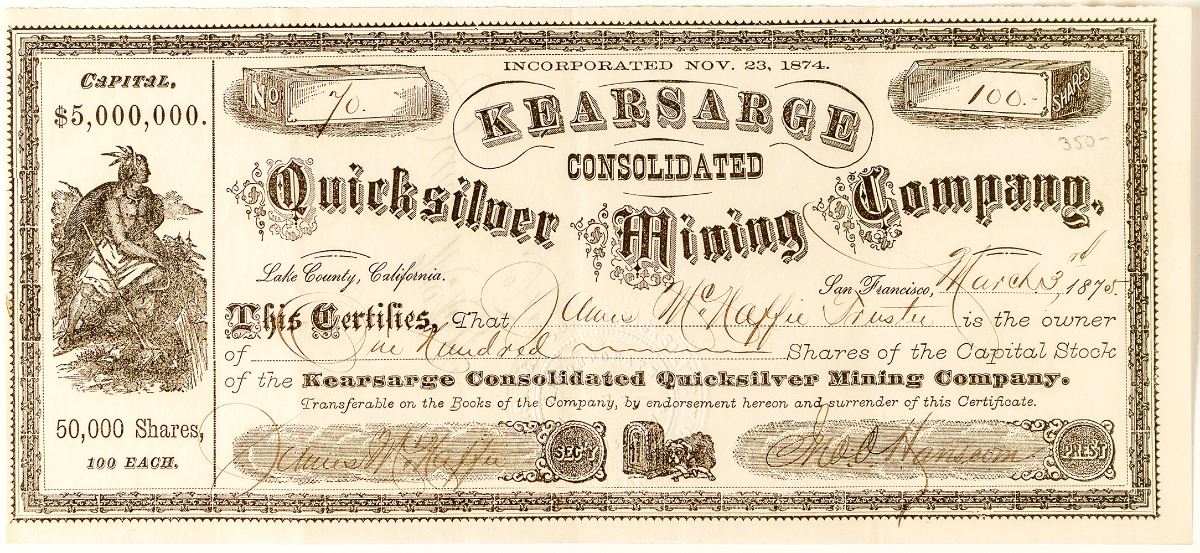 INCORPORATED NOV. 23, 1874.
CAPITAL,
$5,000,000.
No. 70.
100.- SHARES
350-
KEARSARGE
CONSOLIDATED
Quicksilver Mining Company.
Lake County, California.
San Francisco, March 3rd 1875.
This Certifies, That James McHaffie Trustee is the owner
of One Hundred Shares of the Capital Stock
of the Kearsarge Consolidated Quicksilver Mining Company.
Transferable on the Books of the Company, by endorsement hereon and surrender of this Certificate.
50,000 Shares,
100 EACH.
James McHaffie SEC'Y
Jno. O. Hanscom PREST